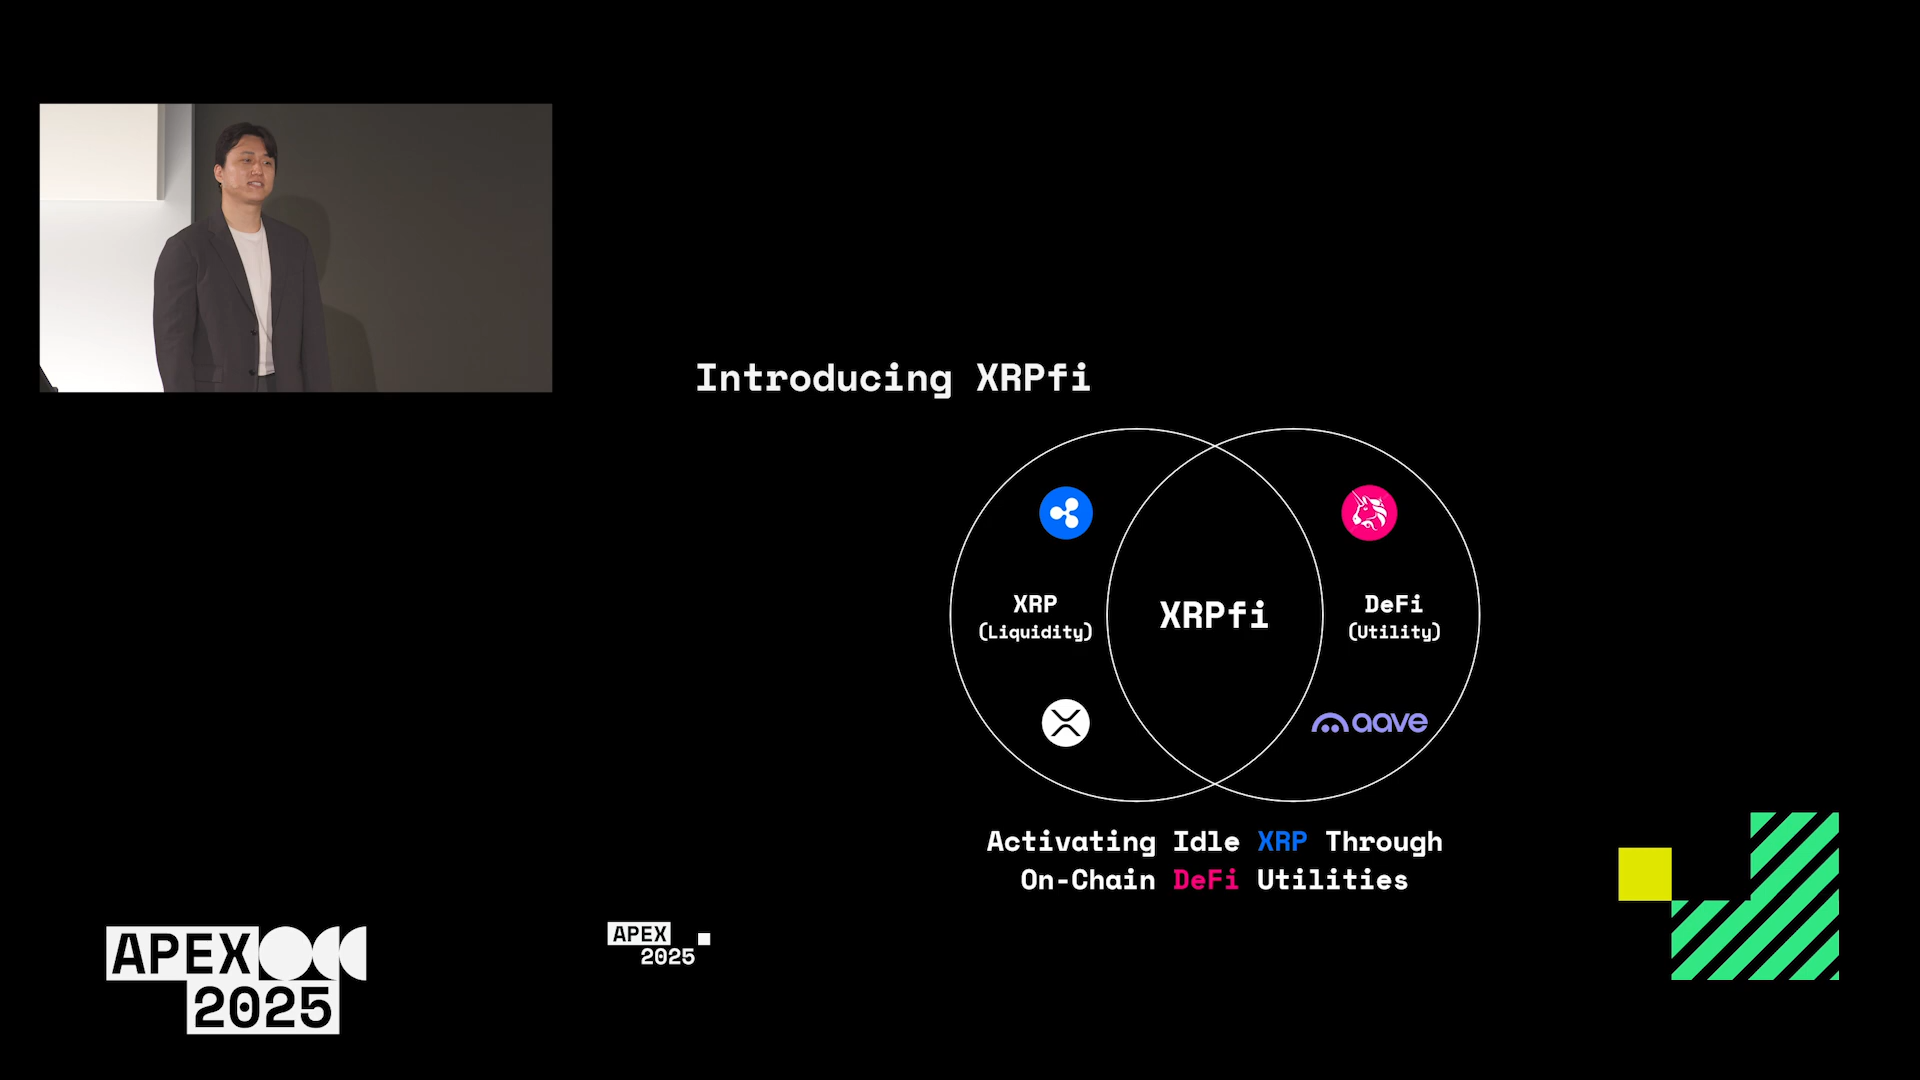 Introducing XRPfi
XRP
(Liquidity)
XRPfi
DeFi
(Utility)
aave
Activating Idle XRP Through
On-Chain DeFi Utilities
APEX
2025
APEX
2025